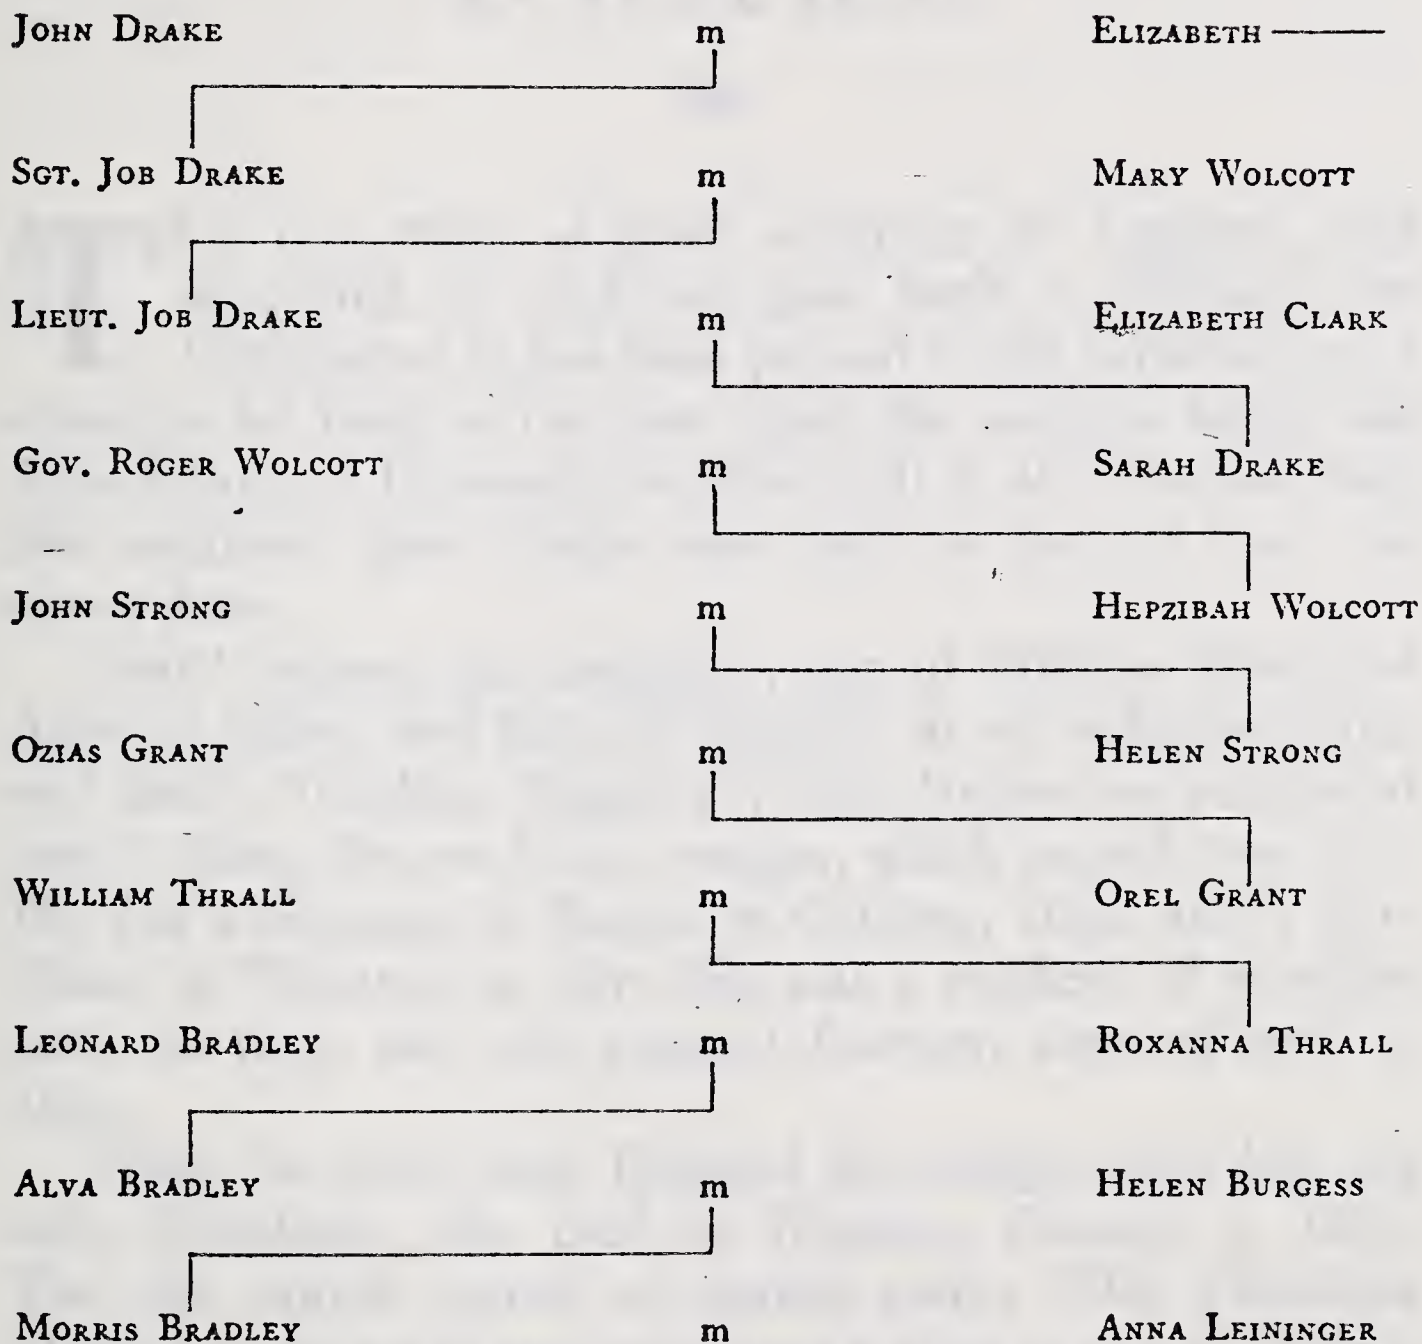 JOHN DRAKE m ELIZABETH ———
SGT. JOB DRAKE m MARY WOLCOTT
LIEUT. JOB DRAKE m ELIZABETH CLARK
GOV. ROGER WOLCOTT m SARAH DRAKE
JOHN STRONG m HEPZIBAH WOLCOTT
OZIAS GRANT m HELEN STRONG
WILLIAM THRALL m OREL GRANT
LEONARD BRADLEY m ROXANNA THRALL
ALVA BRADLEY m HELEN BURGESS
MORRIS BRADLEY m ANNA LEININGER